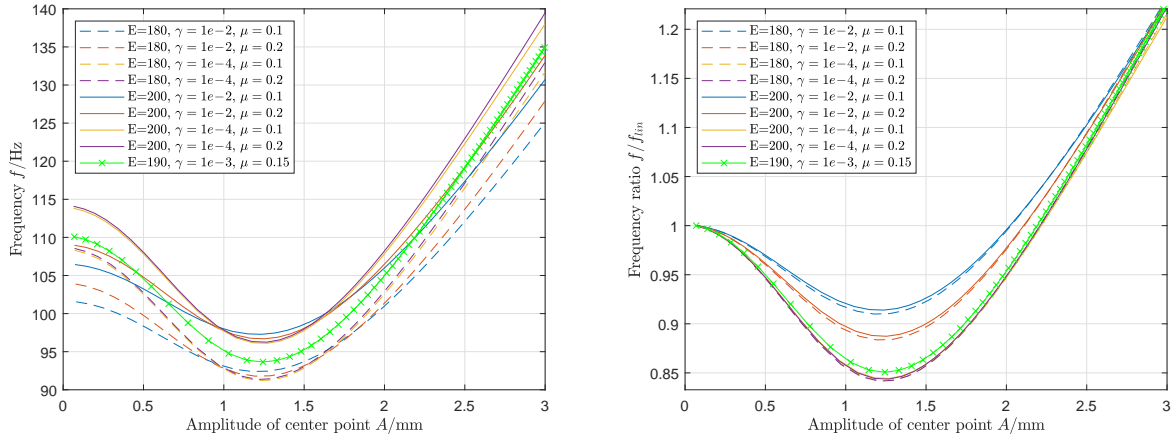 140
135
130
125
120
115
110
105
100
95
90
0
0.5
1
1.5
2
2.5
3
Frequency f/Hz
Amplitude of center point A/mm
E=180, γ = 1e−2, μ = 0.1
E=180, γ = 1e−2, μ = 0.2
E=180, γ = 1e−4, μ = 0.1
E=180, γ = 1e−4, μ = 0.2
E=200, γ = 1e−2, μ = 0.1
E=200, γ = 1e−2, μ = 0.2
E=200, γ = 1e−4, μ = 0.1
E=200, γ = 1e−4, μ = 0.2
E=190, γ = 1e−3, μ = 0.15
1.2
1.15
1.1
1.05
1
0.95
0.9
0.85
0
0.5
1
1.5
2
2.5
3
Frequency ratio f/f_lin
Amplitude of center point A/mm
E=180, γ = 1e−2, μ = 0.1
E=180, γ = 1e−2, μ = 0.2
E=180, γ = 1e−4, μ = 0.1
E=180, γ = 1e−4, μ = 0.2
E=200, γ = 1e−2, μ = 0.1
E=200, γ = 1e−2, μ = 0.2
E=200, γ = 1e−4, μ = 0.1
E=200, γ = 1e−4, μ = 0.2
E=190, γ = 1e−3, μ = 0.15